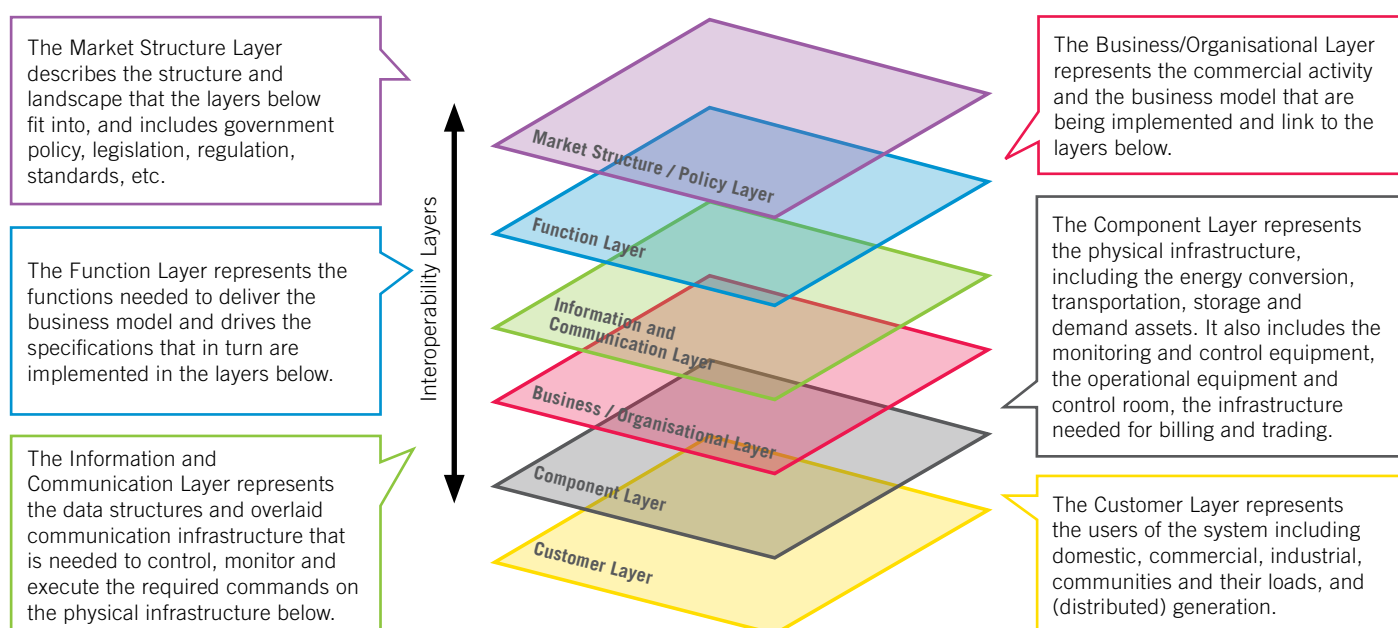 The Market Structure Layer
describes the structure and
landscape that the layers below
fit into, and includes government
policy, legislation, regulation,
standards, etc.
The Function Layer represents the
functions needed to deliver the
business model and drives the
specifications that in turn are
implemented in the layers below.
The Information and
Communication Layer represents
the data structures and overlaid
communication infrastructure that
is needed to control, monitor and
execute the required commands on
the physical infrastructure below.
Interoperability Layers
Market Structure / Policy Layer
Function Layer
Information and
Communication Layer
Business / Organisational Layer
Component Layer
Customer Layer
The Business/Organisational Layer
represents the commercial activity
and the business model that are
being implemented and link to the
layers below.
The Component Layer represents
the physical infrastructure,
including the energy conversion,
transportation, storage and
demand assets. It also includes the
monitoring and control equipment,
the operational equipment and
control room, the infrastructure
needed for billing and trading.
The Customer Layer represents
the users of the system including
domestic, commercial, industrial,
communities and their loads, and
(distributed) generation.